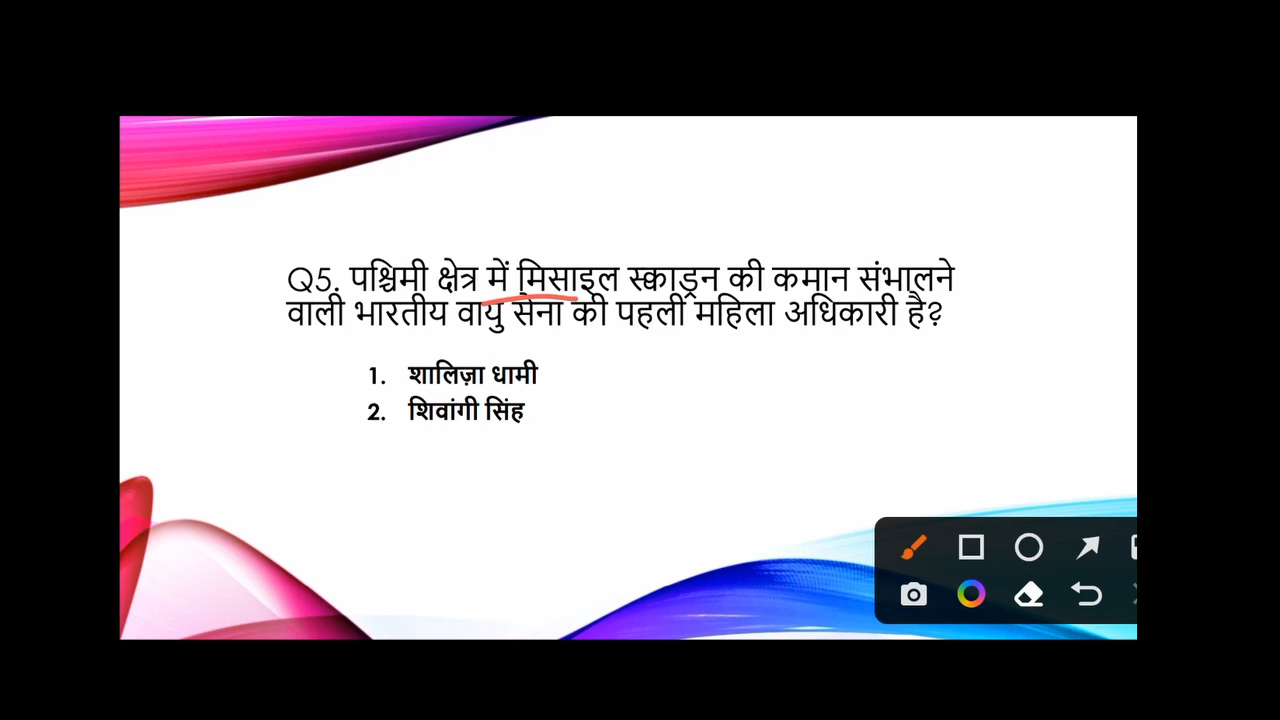 Q5. पश्चिमी क्षेत्र में मिसाइल स्क्वाड्रन की कमान संभालने
वाली भारतीय वायु सेना की पहली महिला अधिकारी है?
1. शालिज़ा धामी
2. शिवांगी सिंह